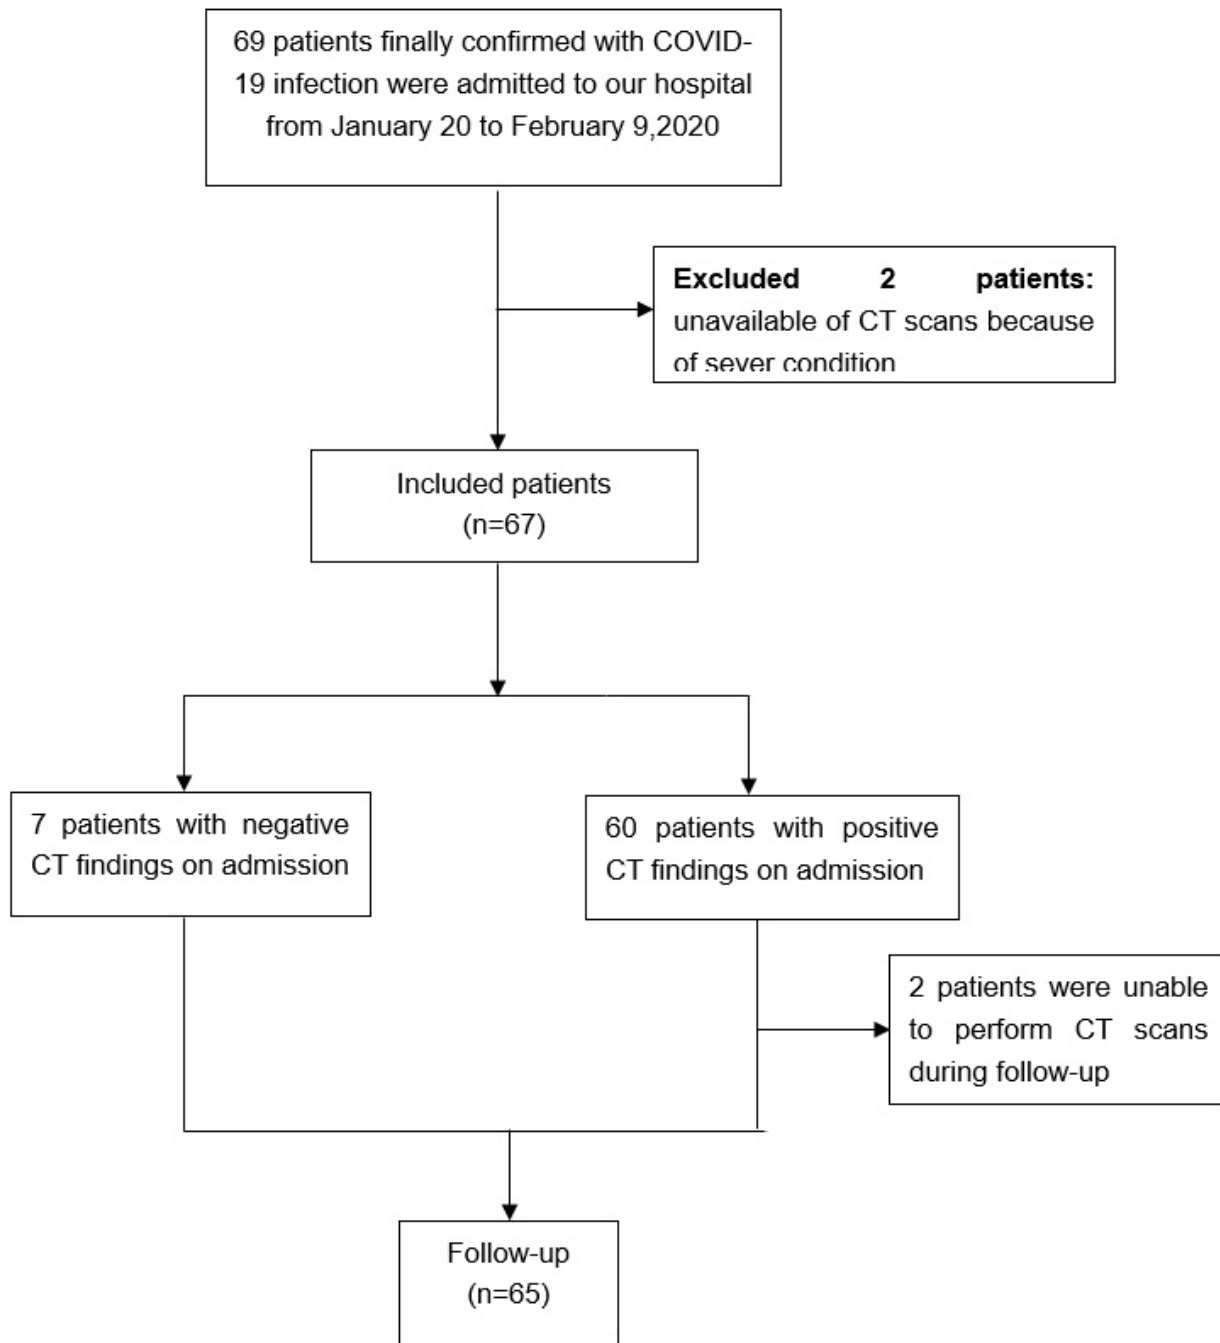 69 patients finally confirmed with COVID-
19 infection were admitted to our hospital
from January 20 to February 9,2020
Excluded 2 patients:
unavailable of CT scans because
of sever condition
Included patients
(n=67)
7 patients with negative
CT findings on admission
60 patients with positive
CT findings on admission
2 patients were unable
to perform CT scans
during follow-up
Follow-up
(n=65)